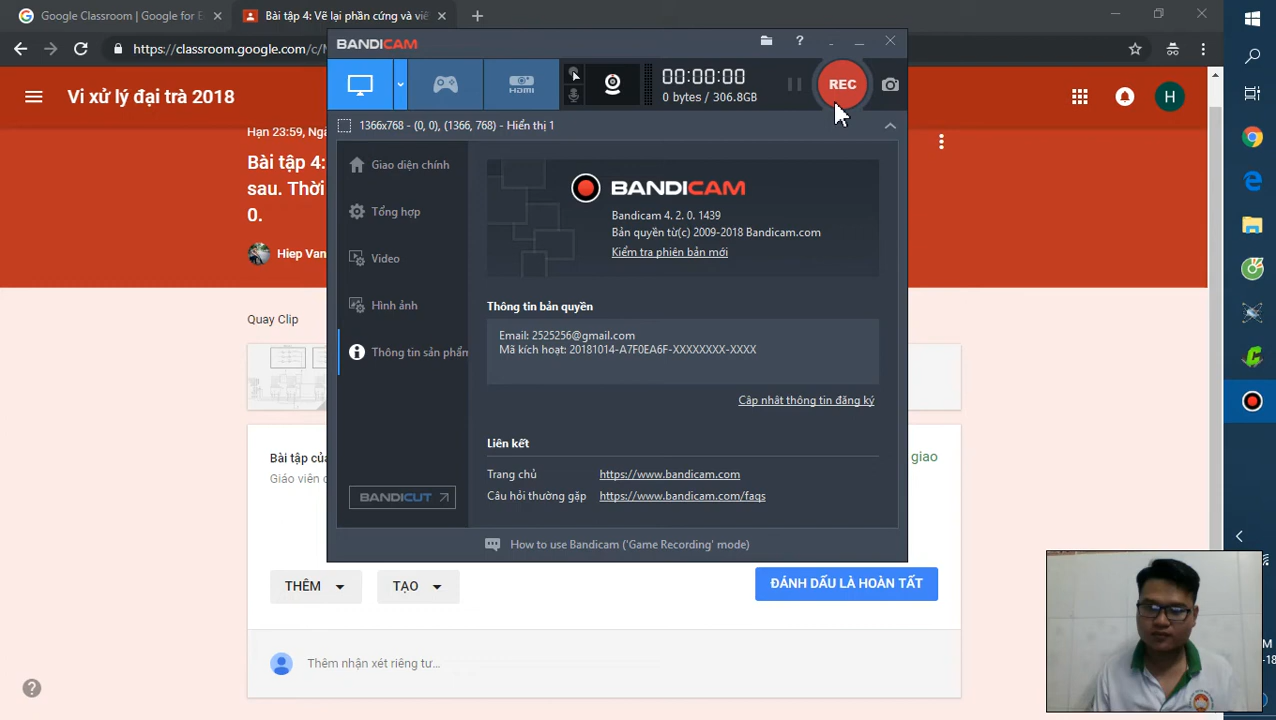 Google Classroom | Google for E
Bài tập 4: Vẽ lại phần cứng và viế
https://classroom.google.com/c/
Vi xử lý đại trà 2018
H
Hạn 23:59, Ngày
Bài tập 4:
sau. Thời
0.
Hiep Van
Quay Clip
BANDICAM
?
HDMI
00:00:00
0 bytes / 306.8GB
REC
1366x768 - (0, 0), (1366, 768) - Hiển thị 1
Giao diện chính
Tổng hợp
Video
Hình ảnh
Thông tin sản phẩm
BANDICUT
BANDICAM
Bandicam 4. 2. 0. 1439
Bản quyền từ(c) 2009-2018 Bandicam.com
Kiểm tra phiên bản mới
Thông tin bản quyền
Email: 2525256@gmail.com
Mã kích hoạt: 20181014-A7F0EA6F-XXXXXXXX-XXXX
Cập nhật thông tin đăng ký
Liên kết
Trang chủ https://www.bandicam.com
Câu hỏi thường gặp https://www.bandicam.com/faqs
How to use Bandicam ('Game Recording' mode)
Bài tập củ
giao
Giáo viên c
THÊM
TẠO
ĐÁNH DẤU LÀ HOÀN TẤT
Thêm nhận xét riêng tư...
?